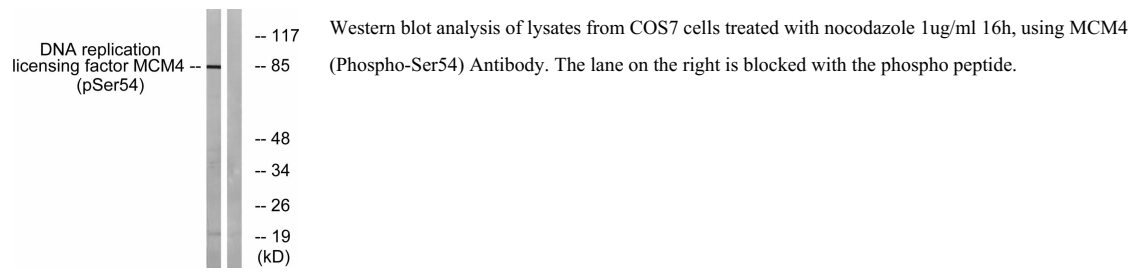 DNA replication
licensing factor MCM4 --
(pSer54)
-- 117
-- 85
-- 48
-- 34
-- 26
-- 19
(kD)
Western blot analysis of lysates from COS7 cells treated with nocodazole 1ug/ml 16h, using MCM4
(Phospho-Ser54) Antibody. The lane on the right is blocked with the phospho peptide.